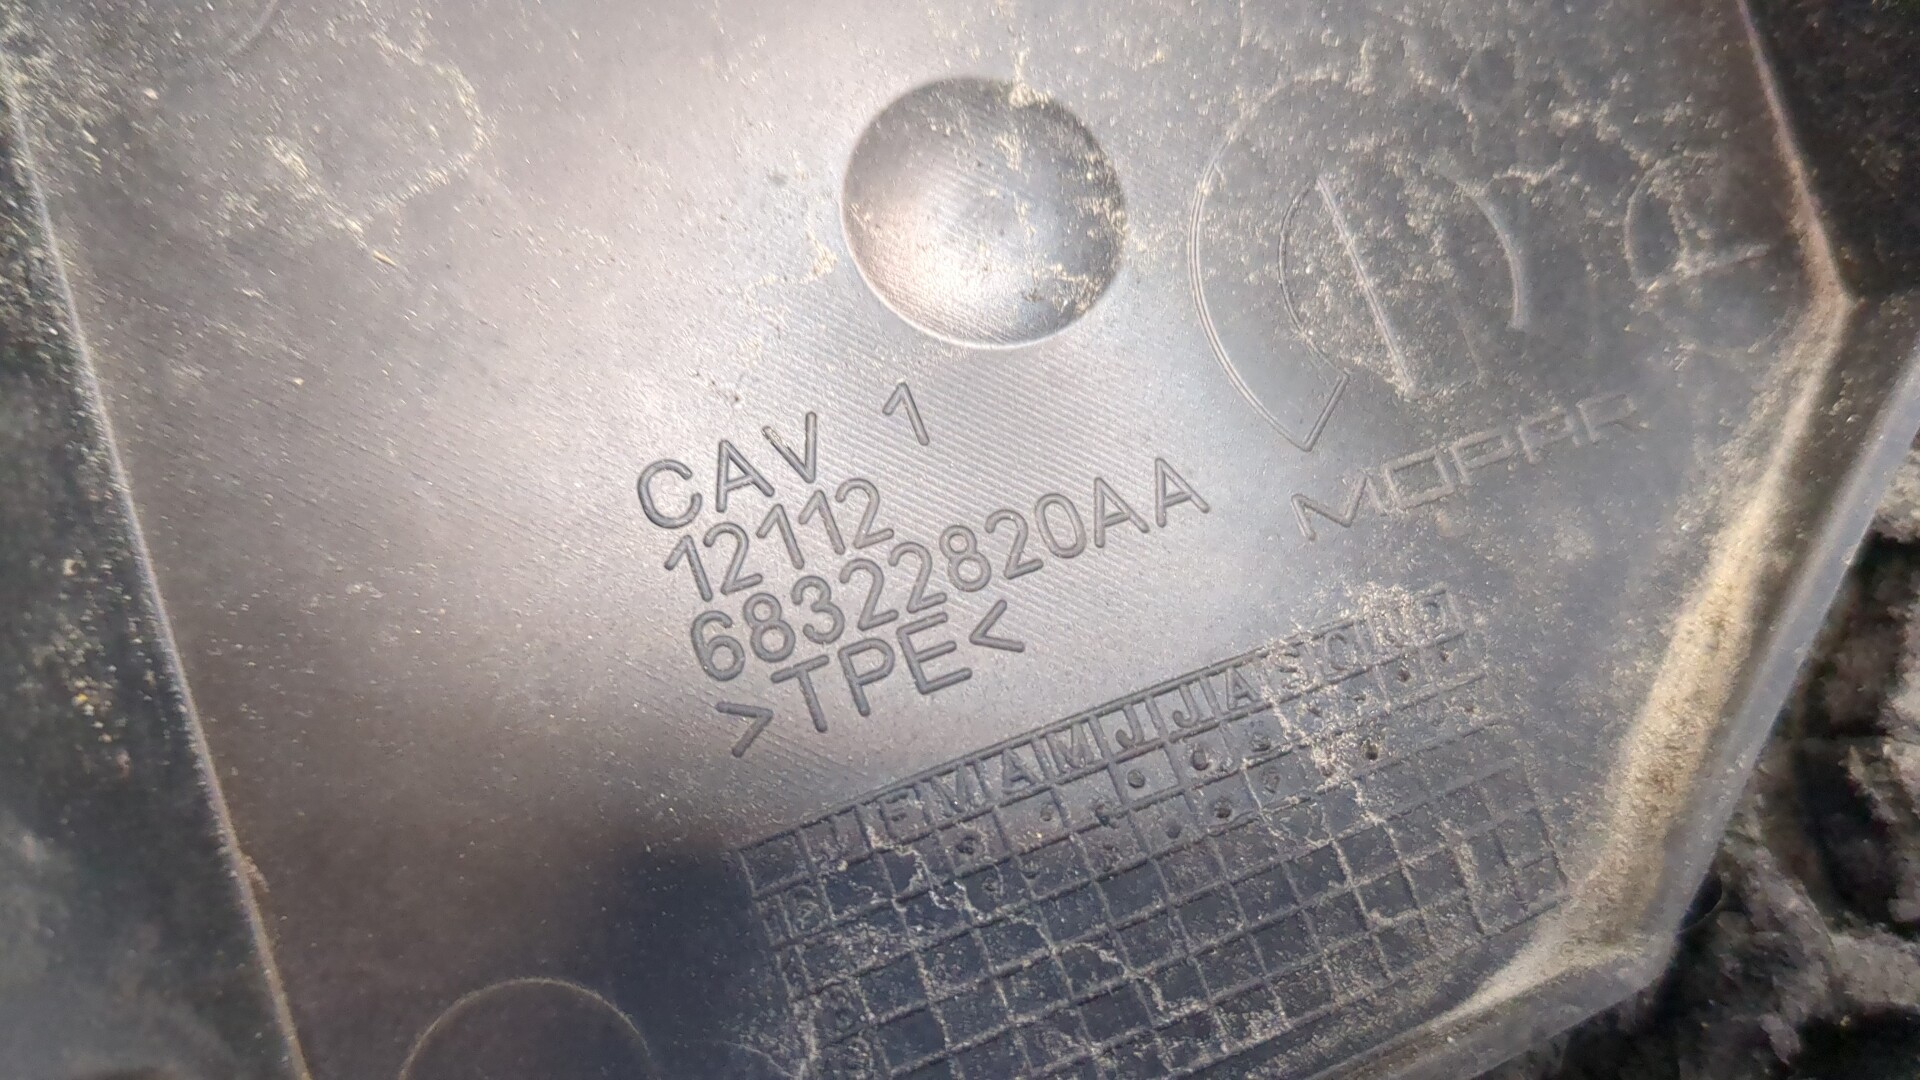 CAV 1
12112
68322820AA
>TPE<
MOPAR
J F M A M J J A S O N D